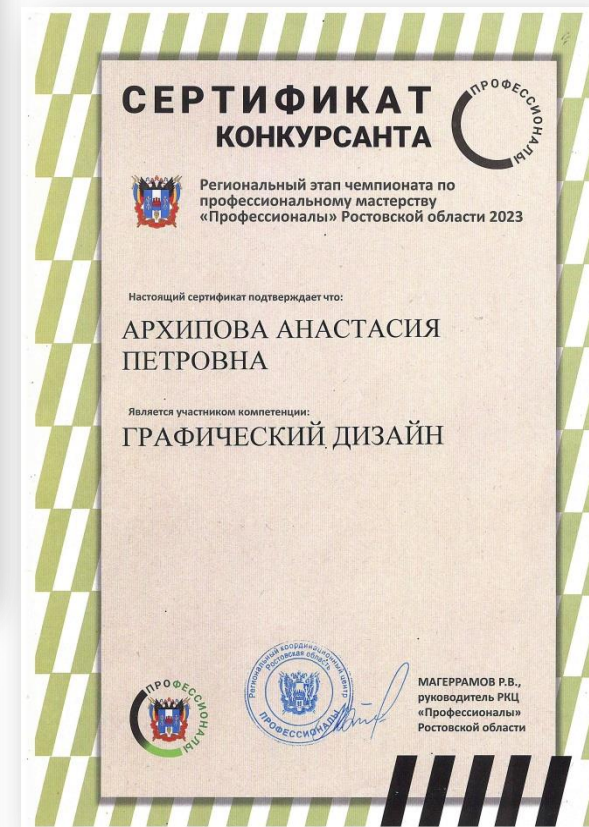 СЕРТИФИКАТ
КОНКУРСАНТА
ПРОФЕССИОНАЛЫ
Региональный этап чемпионата по
профессиональному мастерству
«Профессионалы» Ростовской области 2023
Настоящий сертификат подтверждает что:
АРХИПОВА АНАСТАСИЯ
ПЕТРОВНА
Является участником компетенции:
ГРАФИЧЕСКИЙ ДИЗАЙН
ПРОФЕССИОНАЛЫ
Региональный координационный центр
Ростовская область
ПРОФЕССИОНАЛЫ
МАГЕРРАМОВ Р.В.,
руководитель РКЦ
«Профессионалы»
Ростовской области